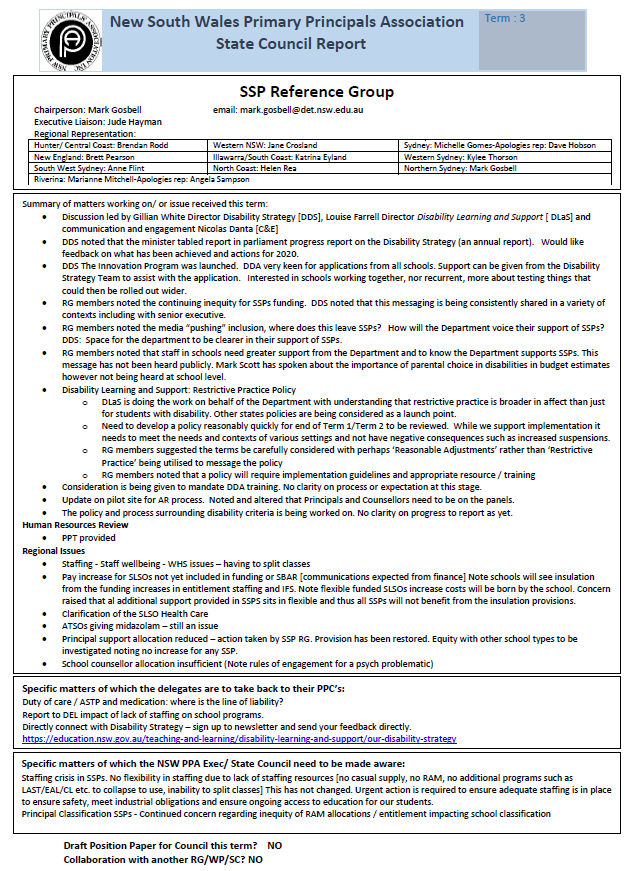 NSW PRIMARY PRINCIPALS ASSOCIATION INC
PPA
New South Wales Primary Principals Association
State Council Report
Term : 3
SSP Reference Group
Chairperson: Mark Gosbell email: mark.gosbell@det.nsw.edu.au
Executive Liaison: Jude Hayman
Regional Representation:
Hunter/ Central Coast: Brendan Rodd Western NSW: Jane Crosland Sydney: Michelle Gomes-Apologies rep: Dave Hobson
New England: Brett Pearson Illawarra/South Coast: Katrina Eyland Western Sydney: Kylee Thorson
South West Sydney: Anne Flint North Coast: Helen Rea Northern Sydney: Mark Gosbell
Riverina: Marianne Mitchell-Apologies rep: Angela Sampson
Summary of matters working on/ or issue received this term:
• Discussion led by Gillian White Director Disability Strategy [DDS], Louise Farrell Director Disability Learning and Support [ DLaS] and
communication and engagement Nicolas Danta [C&E]
• DDS noted that the minister tabled report in parliament progress report on the Disability Strategy (an annual report). Would like
feedback on what has been achieved and actions for 2020.
• DDS The Innovation Program was launched. DDA very keen for applications from all schools. Support can be given from the Disability
Strategy Team to assist with the application. Interested in schools working together, nor recurrent, more about testing things that
could then be rolled out wider.
• RG members noted the continuing inequity for SSPs funding. DDS noted that this messaging is being consistently shared in a variety of
contexts including with senior executive.
• RG members noted the media “pushing” inclusion, where does this leave SSPs? How will the Department voice their support of SSPs?
DDS: Space for the department to be clearer in their support of SSPs.
• RG members noted that staff in schools need greater support from the Department and to know the Department supports SSPs. This
message has not been heard publicly. Mark Scott has spoken about the importance of parental choice in disabilities in budget estimates
however not being heard at school level.
• Disability Learning and Support: Restrictive Practice Policy
o DLaS is doing the work on behalf of the Department with understanding that restrictive practice is broader in affect than just
for students with disability. Other states policies are being considered as a launch point.
o Need to develop a policy reasonably quickly for end of Term 1/Term 2 to be reviewed. While we support implementation it
needs to meet the needs and contexts of various settings and not have negative consequences such as increased suspensions.
o RG members suggested the terms be carefully considered with perhaps ‘Reasonable Adjustments’ rather than ‘Restrictive
Practice’ being utilised to message the policy
o RG members noted that a policy will require implementation guidelines and appropriate resource / training
• Consideration is being given to mandate DDA training. No clarity on process or expectation at this stage.
• Update on pilot site for AR process. Noted and altered that Principals and Counsellors need to be on the panels.
• The policy and process surrounding disability criteria is being worked on. No clarity on progress to report as yet.
Human Resources Review
• PPT provided
Regional Issues
• Staffing - Staff wellbeing - WHS issues – having to split classes
• Pay increase for SLSOs not yet included in funding or SBAR [communications expected from finance] Note schools will see insulation
from the funding increases in entitlement staffing and IFS. Note flexible funded SLSOs increase costs will be born by the school. Concern
raised that al additional support provided in SSPS sits in flexible and thus all SSPs will not benefit from the insulation provisions.
• Clarification of the SLSO Health Care
• ATSOs giving midazolam – still an issue
• Principal support allocation reduced – action taken by SSP RG. Provision has been restored. Equity with other school types to be
investigated noting no increase for any SSP.
• School counsellor allocation insufficient (Note rules of engagement for a psych problematic)
Specific matters of which the delegates are to take back to their PPC’s:
Duty of care / ASTP and medication: where is the line of liability?
Report to DEL impact of lack of staffing on school programs.
Directly connect with Disability Strategy – sign up to newsletter and send your feedback directly.
https://education.nsw.gov.au/teaching-and-learning/disability-learning-and-support/our-disability-strategy
Specific matters of which the NSW PPA Exec/ State Council need to be made aware:
Staffing crisis in SSPs. No flexibility in staffing due to lack of staffing resources [no casual supply, no RAM, no additional programs such as
LAST/EAL/CL etc. to collapse to use, inability to split classes] This has not changed. Urgent action is required to ensure adequate staffing is in place
to ensure safety, meet industrial obligations and ensure ongoing access to education for our students.
Principal Classification SSPs - Continued concern regarding inequity of RAM allocations / entitlement impacting school classification
Draft Position Paper for Council this term? NO
Collaboration with another RG/WP/SC? NO